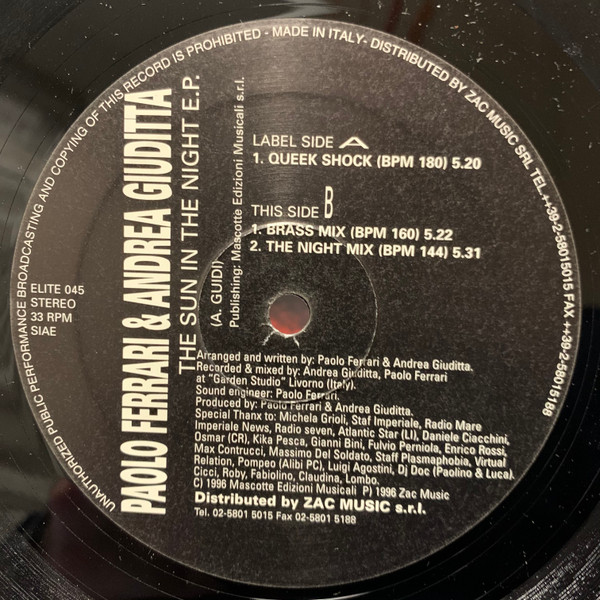 UNAUTHORIZED PUBLIC PERFORMANCE BROADCASTING AND COPYING OF THIS RECORD IS PROHIBITED - MADE IN ITALY- DISTRIBUTED BY ZAC MUSIC SRL TEL.++39-2-58015015 FAX ++39-2-58015188
PAOLO FERRARI & ANDREA GIUDITTA
THE SUN IN THE NIGHT E.P.
(A. GUIDI)
Publishing: Mascotte Edizioni Musicali s.r.l.
ELITE 045
STEREO
33 RPM
SIAE
LABEL SIDE A
1. QUEEK SHOCK (BPM 180) 5.20
THIS SIDE B
1. BRASS MIX (BPM 160) 5.22
2. THE NIGHT MIX (BPM 144) 5.31
Arranged and written by: Paolo Ferrari & Andrea Giuditta.
Recorded & mixed by: Andrea Giuditta, Paolo Ferrari
at "Garden Studio" Livorno (Italy).
Sound engineer: Paolo Ferrari.
Produced by: Paolo Ferrari & Andrea Giuditta.
Special Thanx to: Michela Grioli, Staf Imperiale, Radio Mare
Imperiale News, Radio seven, Atlantic Star (LI), Daniele Ciacchini,
Osmar (CR), Kika Pesca, Gianni Bini, Fulvio Perniola, Enrico Rossi,
Max Contrucci, Massimo Del Soldato, Staff Plasmaphobia, Virtual
Relation, Pompeo (Alibi PC), Luigi Agostini, Dj Doc (Paolino & Luca).
Cicci, Roby, Fabiolino, Claudina, Lombo.
C) 1996 Mascotte Edizioni Musicali P) 1996 Zac Music
Distributed by ZAC MUSIC s.r.l.
Tel. 02-5801 5015 Fax 02-5801 5188